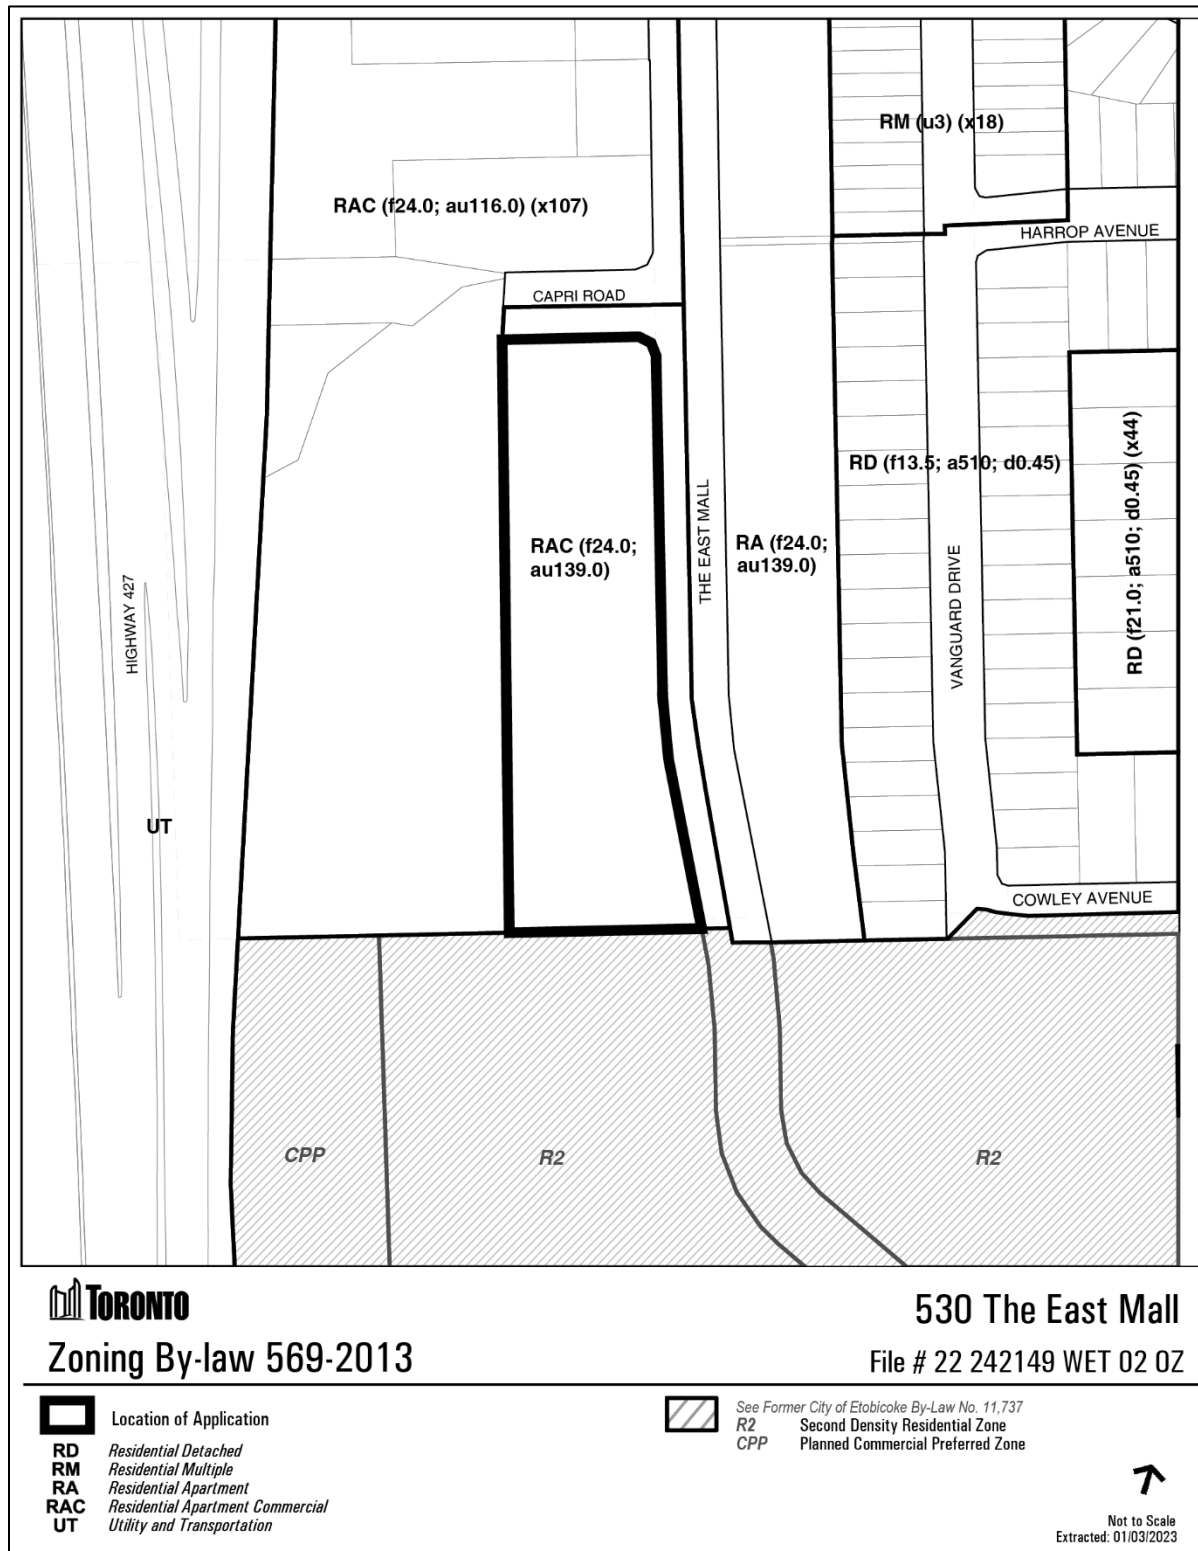 RM (u3) (x18)
RAC (f24.0; au116.0) (x107)
HARROP AVENUE
CAPRI ROAD
RD (f13.5; a510; d0.45)
RD (f21.0; a510; d0.45) (x44)
RAC (f24.0;
au139.0)
RA (f24.0;
au139.0)
THE EAST MALL
VANGUARD DRIVE
HIGHWAY 427
UT
COWLEY AVENUE
CPP
R2
R2
TORONTO
530 The East Mall
Zoning By-law 569-2013
File # 22 242149 WET 02 OZ
Location of Application
RD Residential Detached
RM Residential Multiple
RA Residential Apartment
RAC Residential Apartment Commercial
UT Utility and Transportation
See Former City of Etobicoke By-Law No. 11,737
R2 Second Density Residential Zone
CPP Planned Commercial Preferred Zone
Not to Scale
Extracted: 01/03/2023